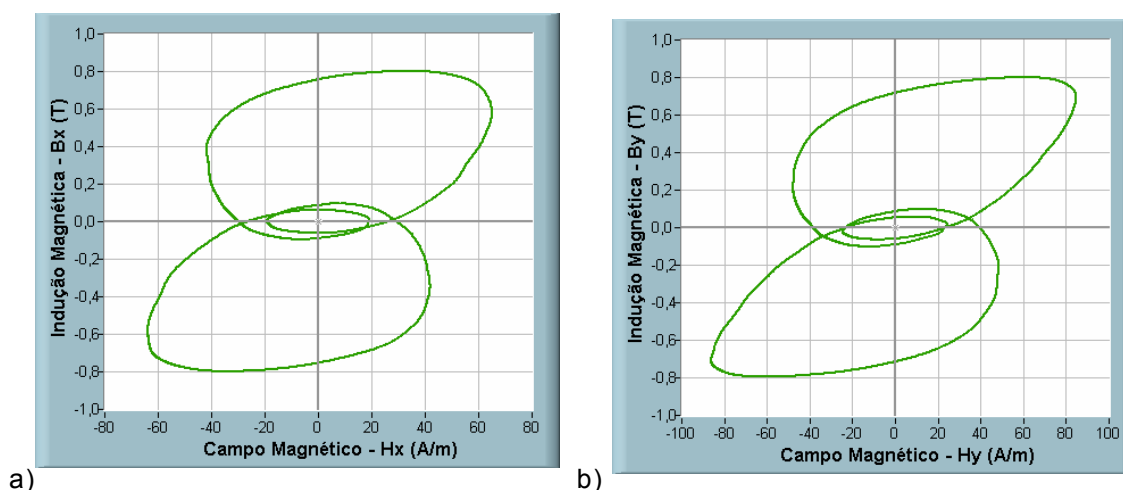 1,0
0,8
0,6
0,4
0,2
0,0
-0,2
-0,4
-0,6
-0,8
-1,0
Indução Magnética - Bx (T)
-80 -60 -40 -20 0 20 40 60 80
Campo Magnético - Hx (A/m)
a)
1,0
0,8
0,6
0,4
0,2
0,0
-0,2
-0,4
-0,6
-0,8
-1,0
Indução Magnética - By (T)
-100 -80 -60 -40 -20 0 20 40 60 80 100
Campo Magnético - Hy (A/m)
b)